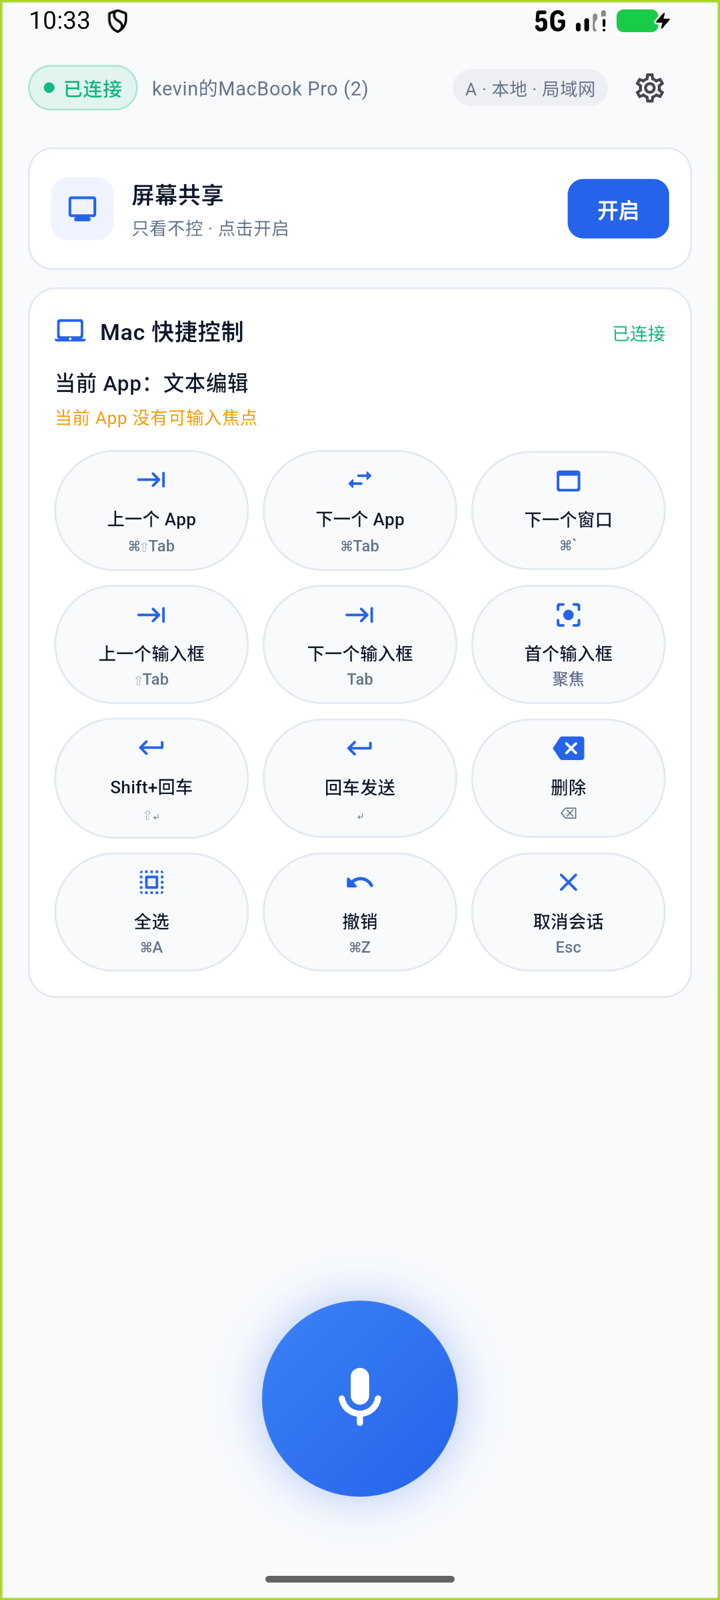 10:33
5G
已连接
kevin的MacBook Pro (2)
A · 本地 · 局域网
屏幕共享
只看不控 · 点击开启
开启
Mac 快捷控制
已连接
当前 App：文本编辑
当前 App 没有可输入焦点
上一个 App
⌘⇧Tab
下一个 App
⌘Tab
下一个窗口
⌘`
上一个输入框
⇧Tab
下一个输入框
Tab
首个输入框
聚焦
Shift+回车
⇧↵
回车发送
↵
删除
⌫
全选
⌘A
撤销
⌘Z
取消会话
Esc